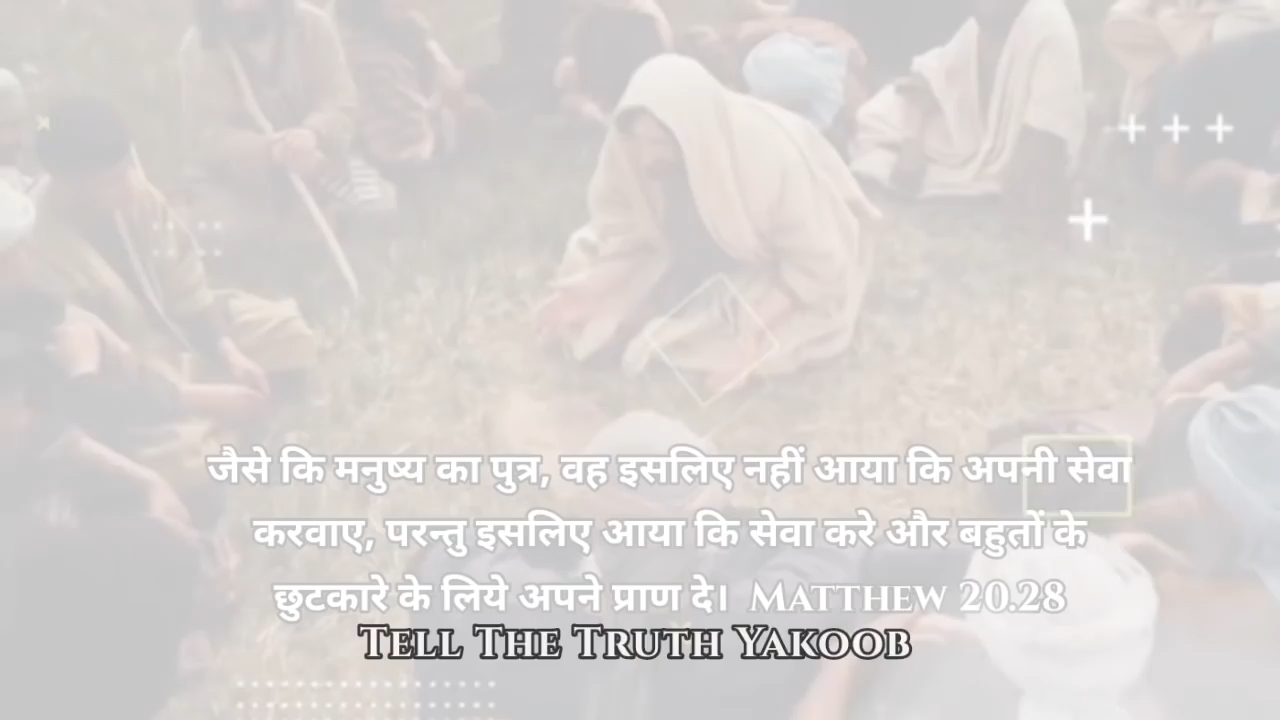 जैसे कि मनुष्य का पुत्र, वह इसलिए नहीं आया कि अपनी सेवा
करवाए, परन्तु इसलिए आया कि सेवा करे और बहुतों के
छुटकारे के लिये अपने प्राण दे। MATTHEW 20.28
TELL THE TRUTH YAKOOB